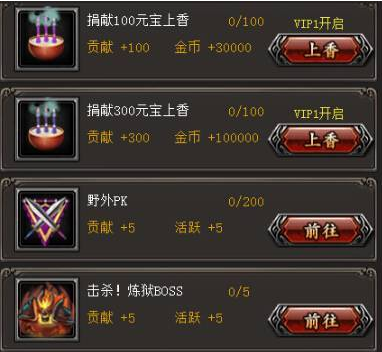 捐献100元宝上香 0/100 VIP1开启
贡献 +100 金币 +30000 上香
捐献300元宝上香 0/100 VIP1开启
贡献 +300 金币 +100000 上香
野外PK 0/200
贡献 +5 活跃 +5 前往
击杀！炼狱BOSS 0/5
贡献 +5 活跃 +5 前往